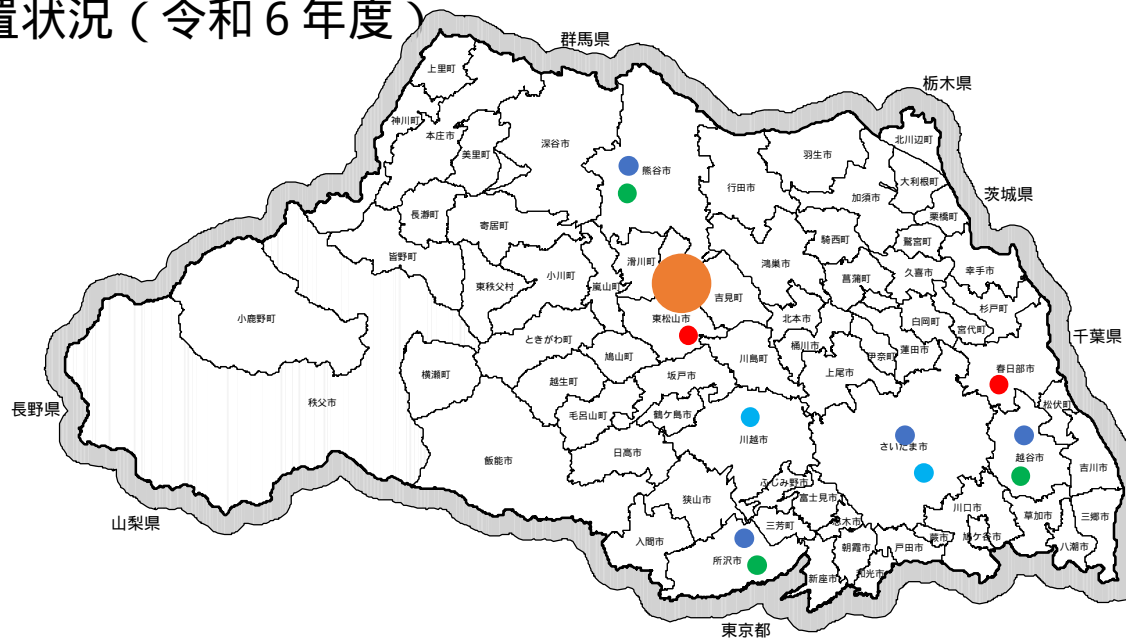 置状況（令和６年度）
群馬県
栃木県
上里町
神川町
本庄市
美里町
深谷市
熊谷市
行田市
羽生市
北川辺町
大利根町
加須市
茨城県
栗橋町
長瀞町
寄居町
皆野町
騎西町
鷲宮町
滑川町
鴻巣市
菖蒲町
久喜市
幸手市
小川町
嵐山町
東秩父村
吉見町
杉戸町
小鹿野町
東松山市
北本市
白岡町
宮代町
千葉県
ときがわ町
鳩山町
川島町
桶川市
伊奈町
蓮田市
横瀬町
越生町
坂戸市
上尾市
春日部市
長野県
秩父市
毛呂山町
鶴ケ島市
川越市
松伏町
日高市
飯能市
さいたま市
越谷市
吉川市
ふじみ野市
狭山市
富士見市
川口市
山梨県
三芳町
志木市
草加市
三郷市
入間市
所沢市
朝霞市
戸田市
蕨市
鳩ケ谷市
八潮市
新座市
和光市
東京都